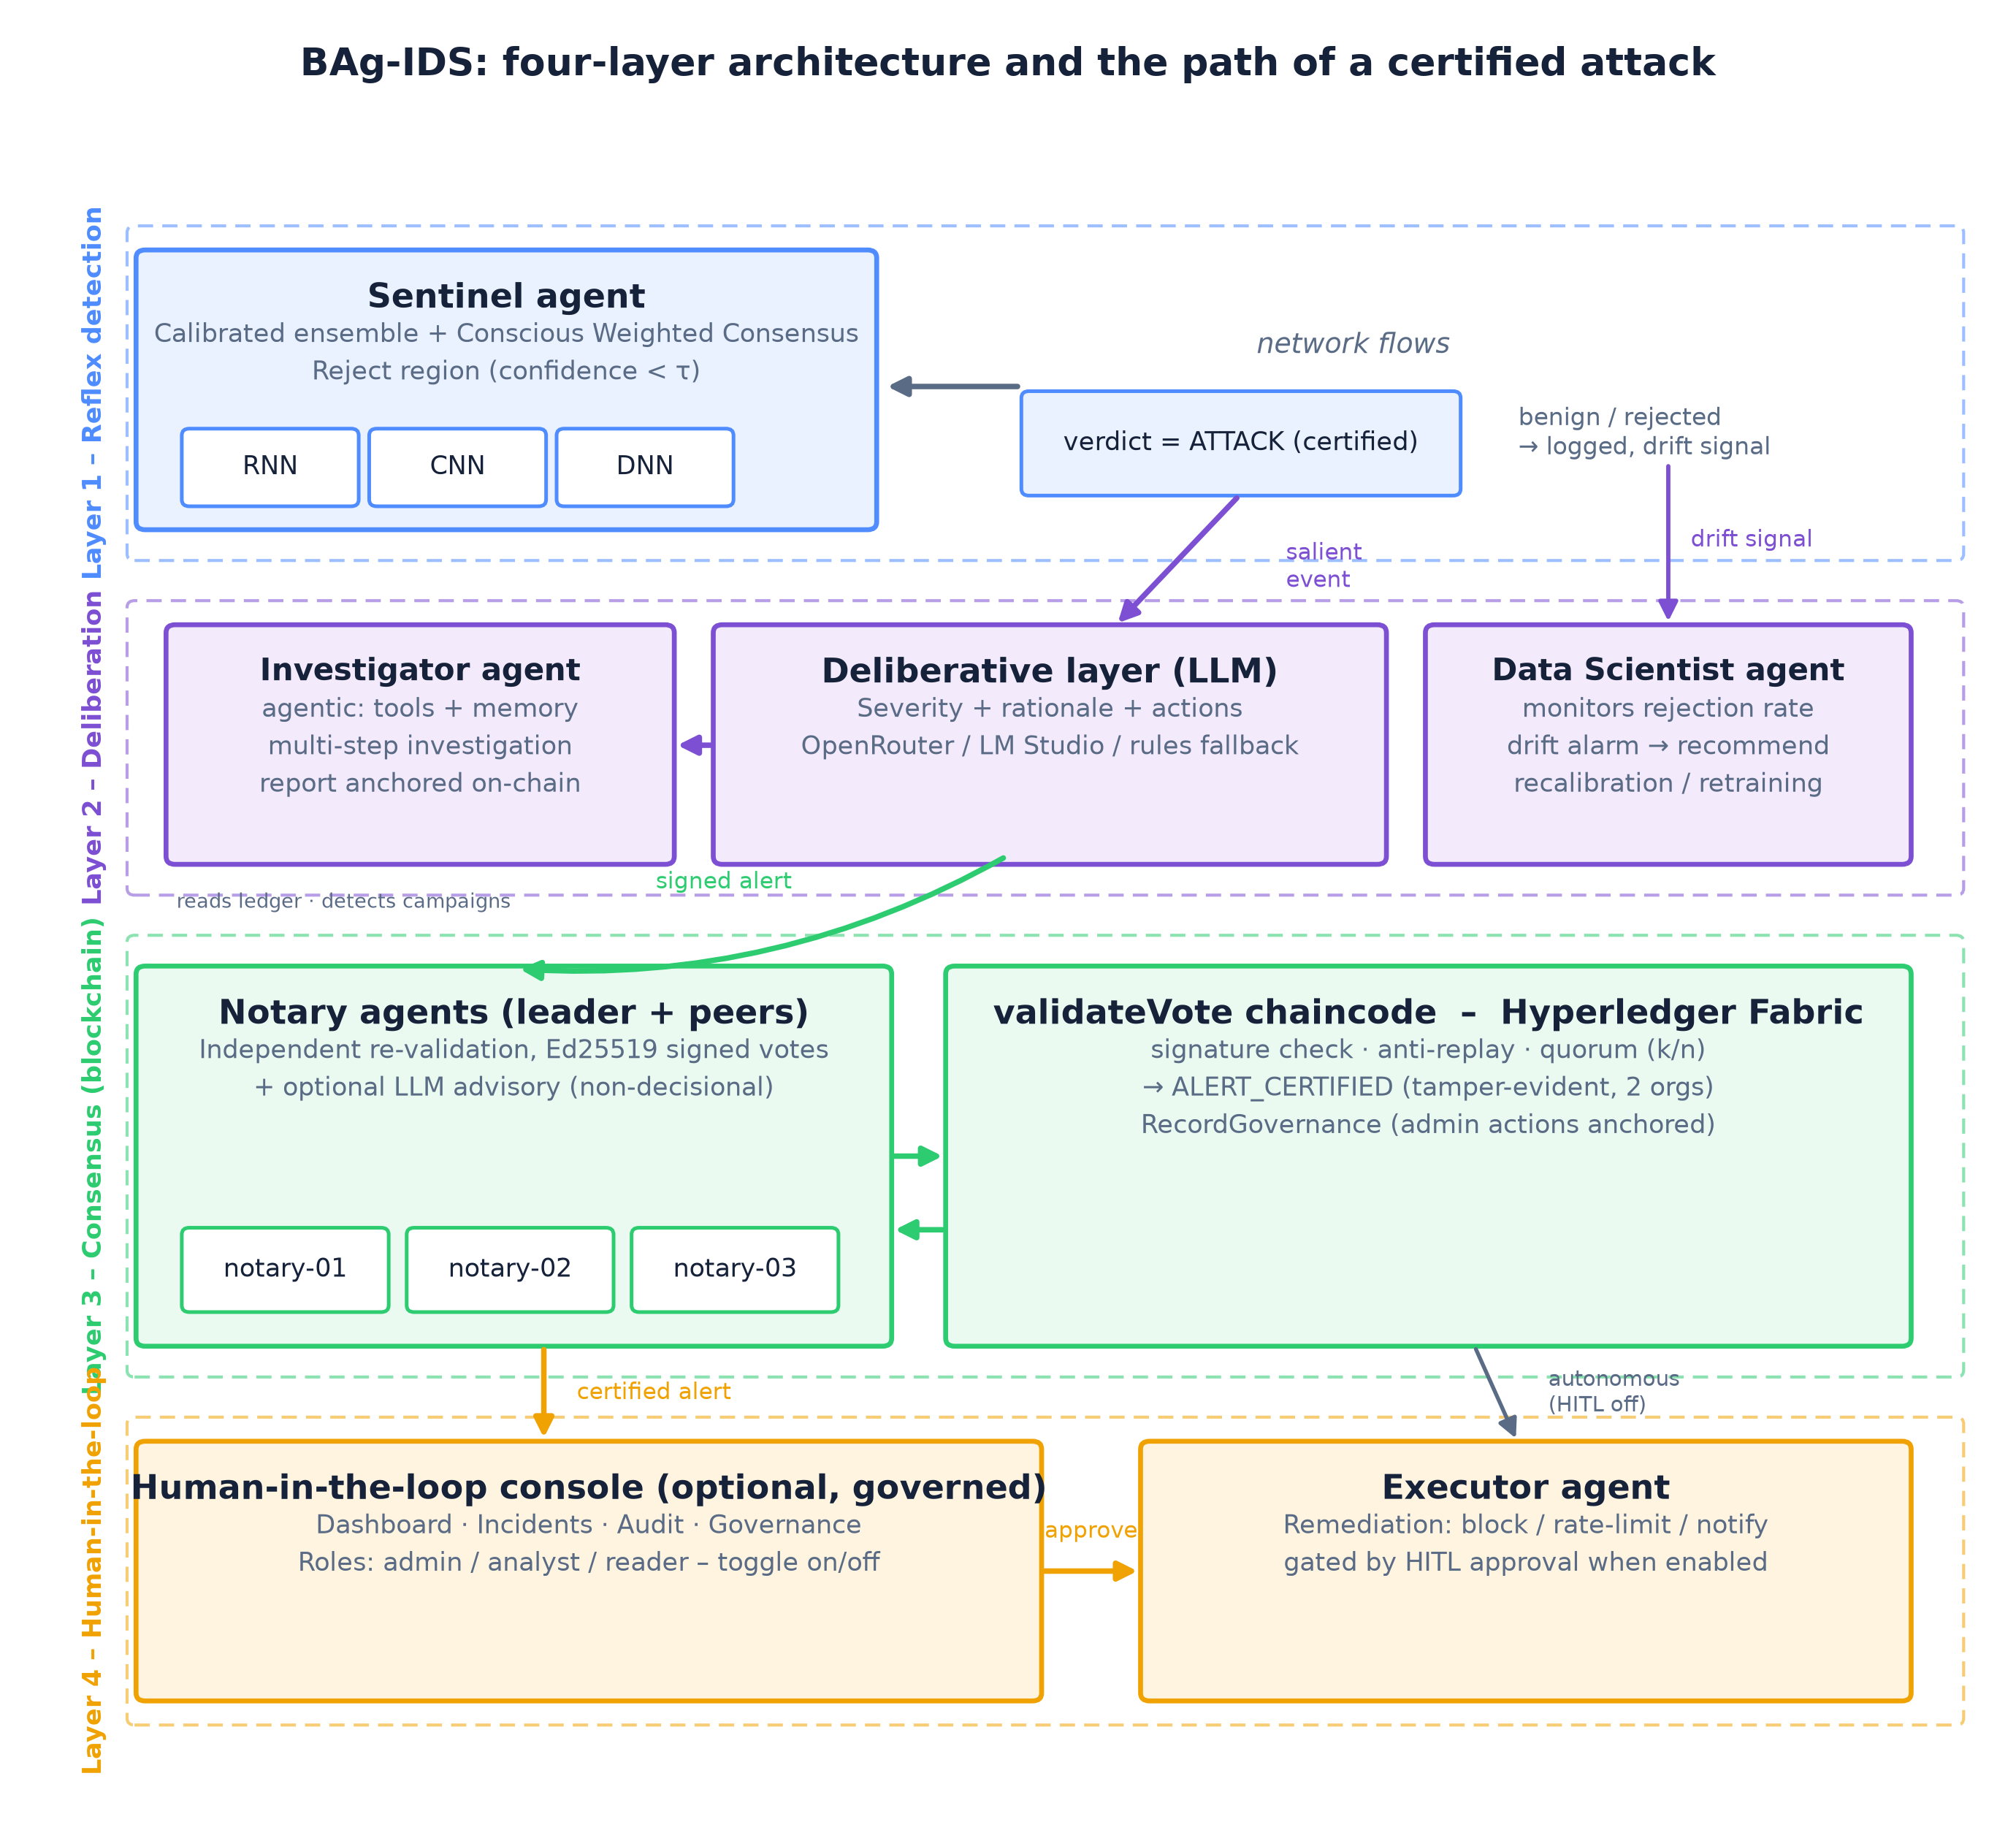 BAg-IDS: four-layer architecture and the path of a certified attack
Layer 1 – Reflex detection
Sentinel agent
Calibrated ensemble + Conscious Weighted Consensus
Reject region (confidence < τ)
RNN
CNN
DNN
network flows
verdict = ATTACK (certified)
benign / rejected
→ logged, drift signal
salient
event
drift signal
Layer 2 – Deliberation
Investigator agent
agentic: tools + memory
multi-step investigation
report anchored on-chain
Deliberative layer (LLM)
Severity + rationale + actions
OpenRouter / LM Studio / rules fallback
Data Scientist agent
monitors rejection rate
drift alarm → recommend
recalibration / retraining
signed alert
reads ledger · detects campaigns
Layer 3 – Consensus (blockchain)
Notary agents (leader + peers)
Independent re-validation, Ed25519 signed votes
+ optional LLM advisory (non-decisional)
notary-01
notary-02
notary-03
validateVote chaincode – Hyperledger Fabric
signature check · anti-replay · quorum (k/n)
→ ALERT_CERTIFIED (tamper-evident, 2 orgs)
RecordGovernance (admin actions anchored)
certified alert
autonomous
(HITL off)
Layer 4 – Human-in-the-loop
Human-in-the-loop console (optional, governed)
Dashboard · Incidents · Audit · Governance
Roles: admin / analyst / reader – toggle on/off
approve
Executor agent
Remediation: block / rate-limit / notify
gated by HITL approval when enabled